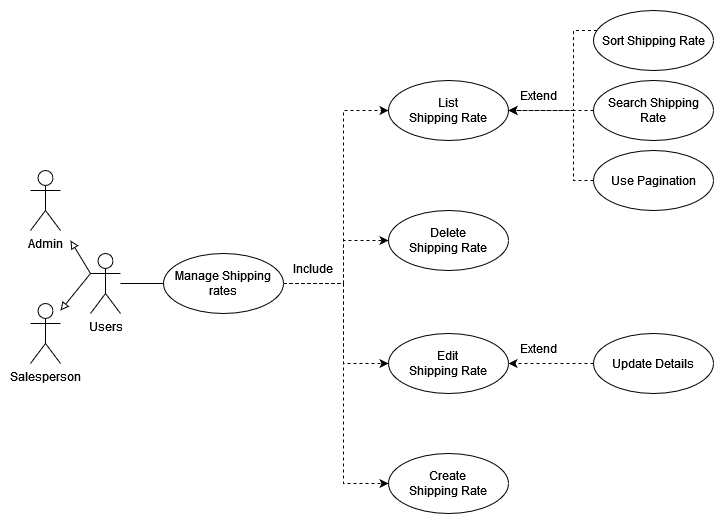 Sort Shipping Rate
List
Shipping Rate
Extend
Search Shipping
Rate
Use Pagination
Admin
Delete
Shipping Rate
Manage Shipping
rates
Include
Users
Salesperson
Edit
Shipping Rate
Extend
Update Details
Create
Shipping Rate